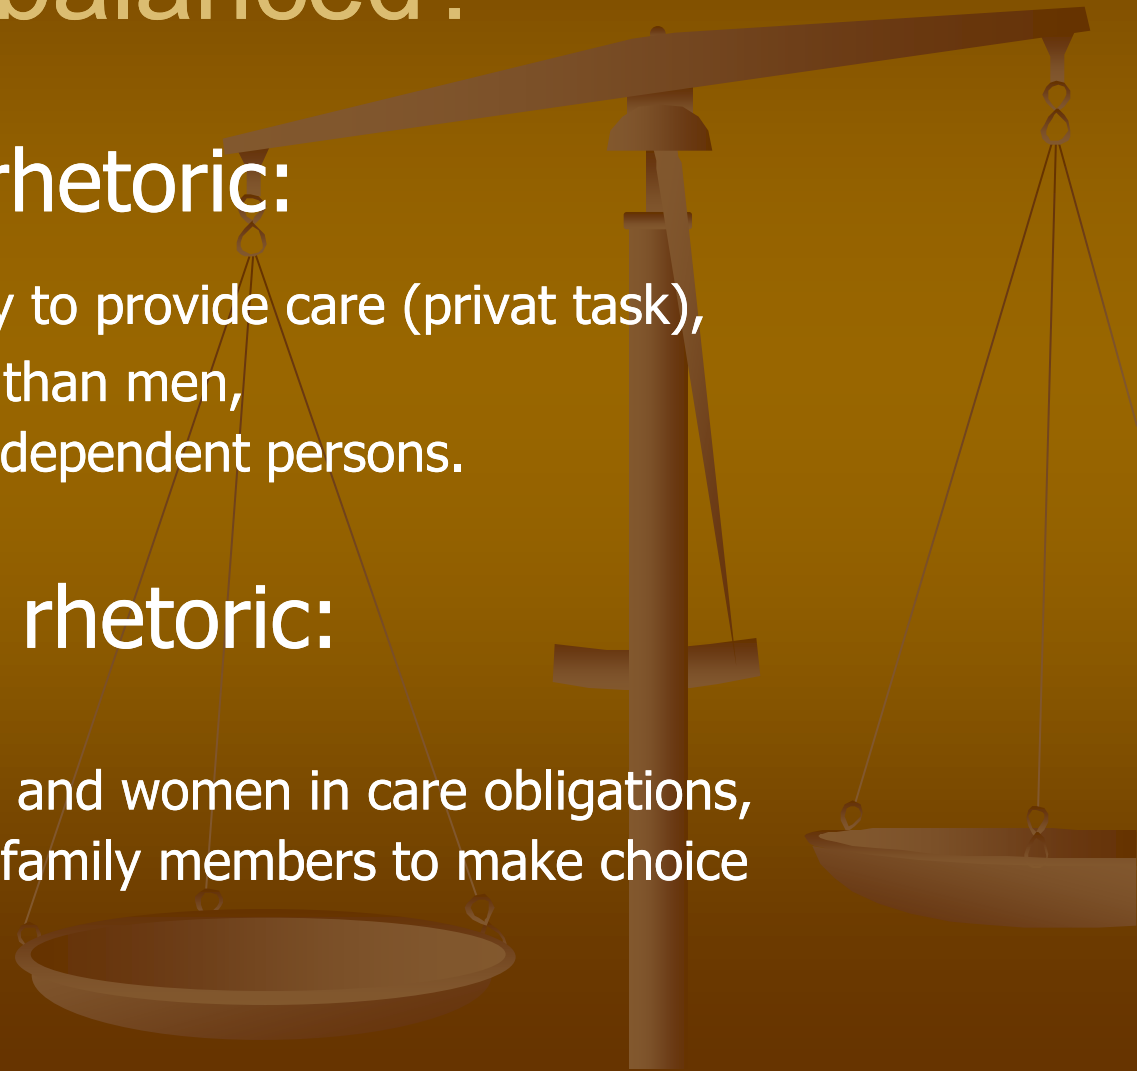 balanced?
rhetoric:
y to provide care (privat task),
than men,
dependent persons.
rhetoric:
and women in care obligations,
family members to make choice